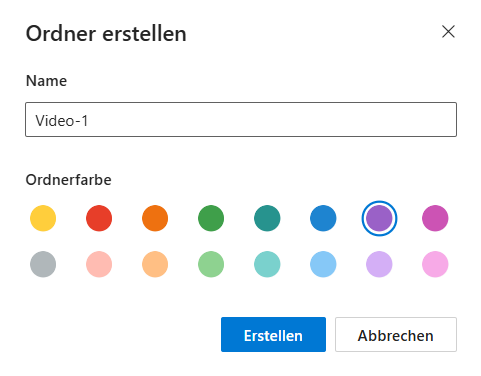 Ordner erstellen
Name
Video-1
Ordnerfarbe
Erstellen
Abbrechen